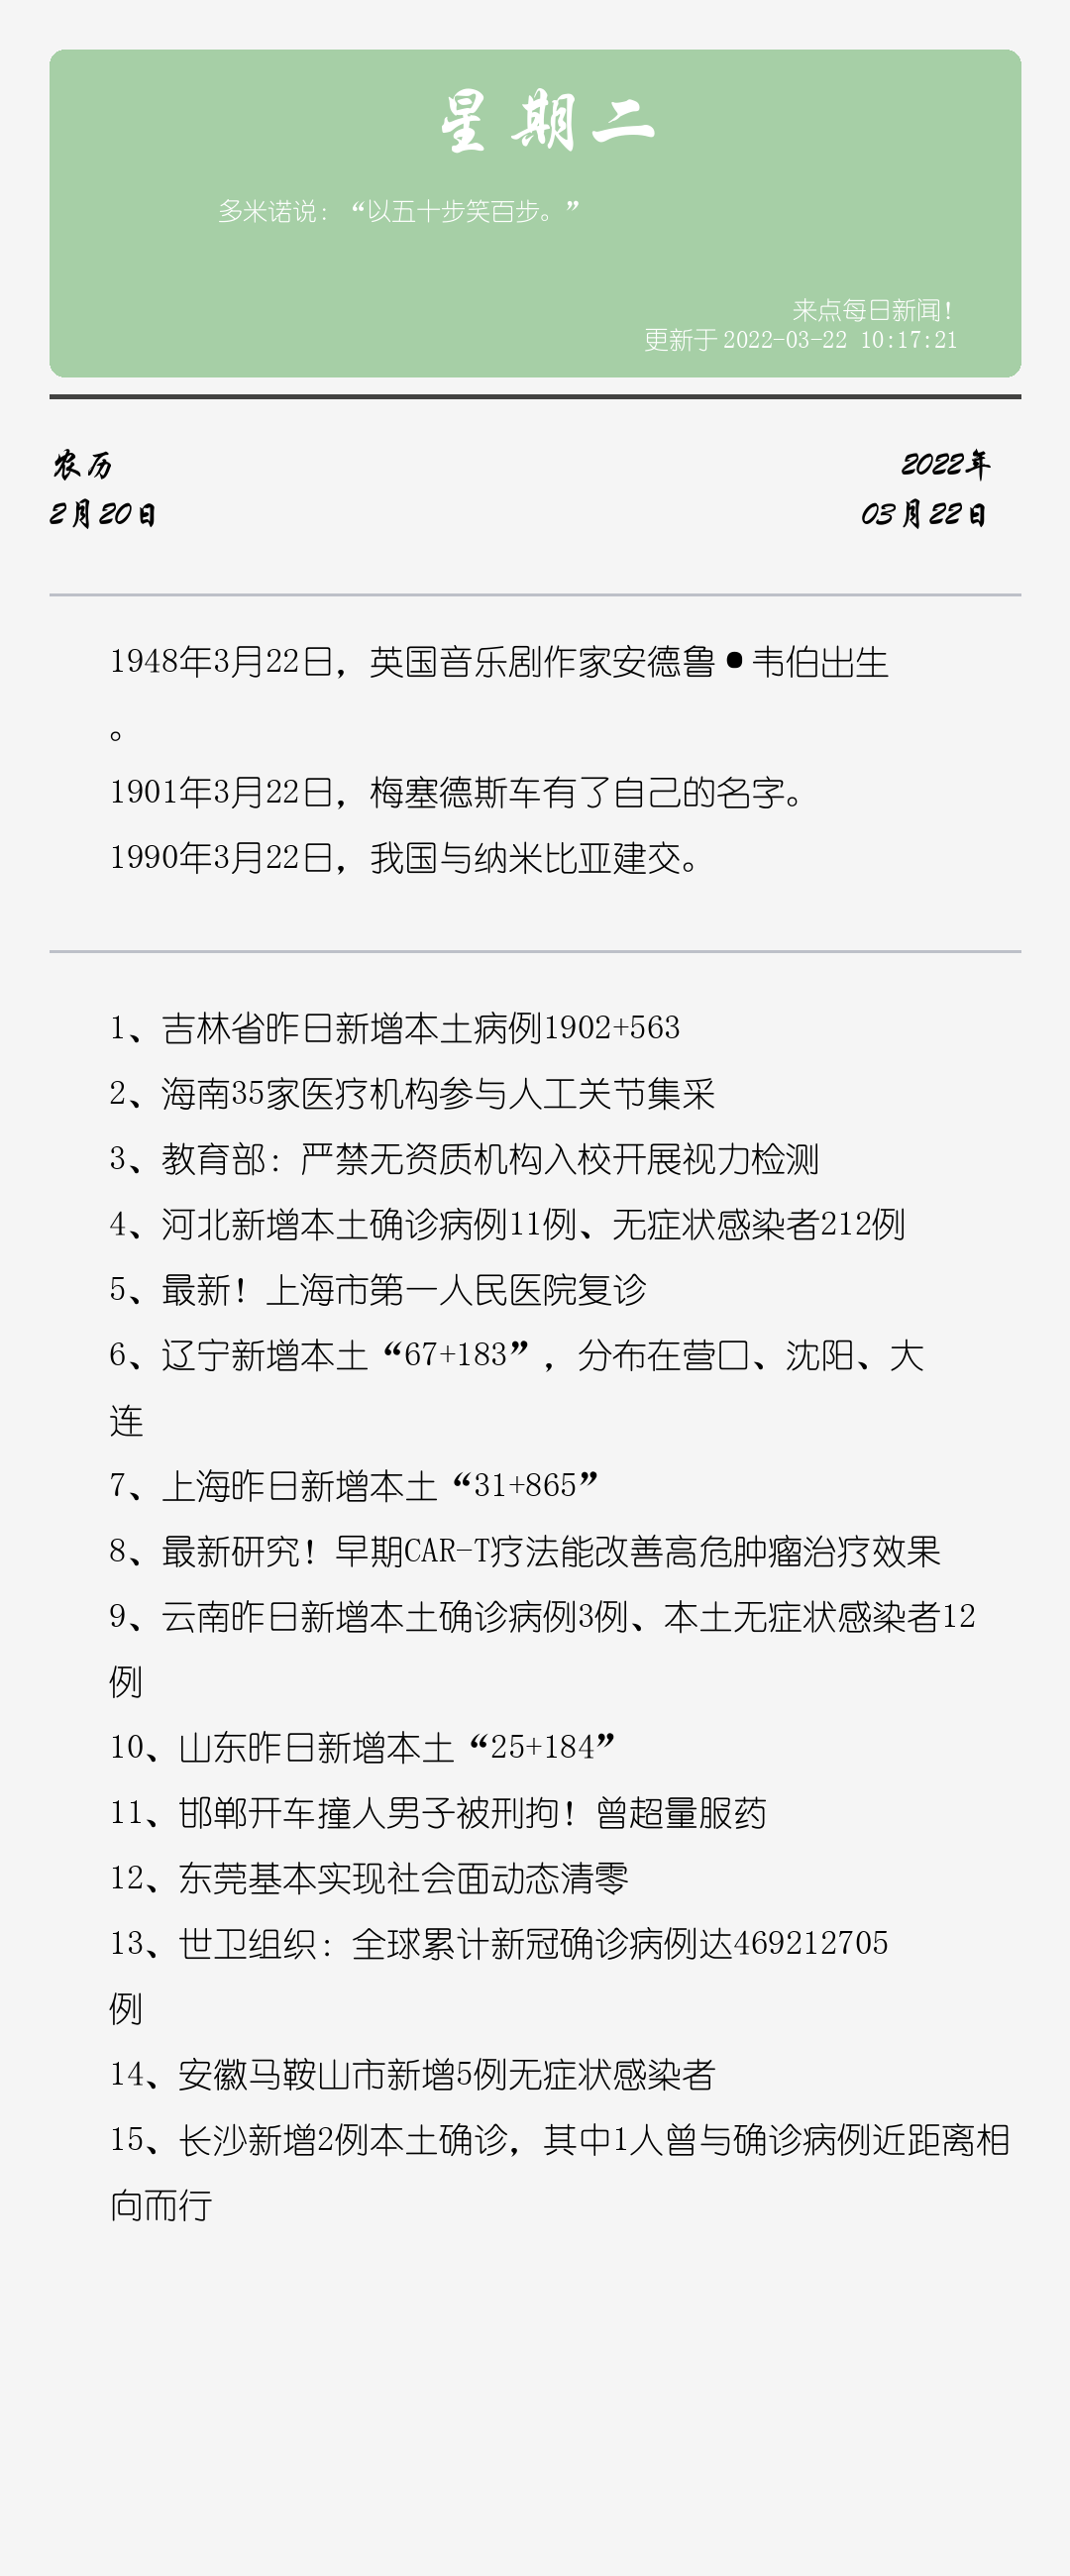 星期二
多米诺说：“以五十步笑百步。”
来点每日新闻！
更新于 2022-03-22 10:17:21
农历
2022年
2月20日
03月22日
1948年3月22日，英国音乐剧作家安德鲁•韦伯出生
。
1901年3月22日，梅塞德斯车有了自己的名字。
1990年3月22日，我国与纳米比亚建交。
1、吉林省昨日新增本土病例1902+563
2、海南35家医疗机构参与人工关节集采
3、教育部：严禁无资质机构入校开展视力检测
4、河北新增本土确诊病例11例、无症状感染者212例
5、最新！上海市第一人民医院复诊
6、辽宁新增本土“67+183”，分布在营口、沈阳、大
连
7、上海昨日新增本土“31+865”
8、最新研究！早期CAR-T疗法能改善高危肿瘤治疗效果
9、云南昨日新增本土确诊病例3例、本土无症状感染者12
例
10、山东昨日新增本土“25+184”
11、邯郸开车撞人男子被刑拘！曾超量服药
12、东莞基本实现社会面动态清零
13、世卫组织：全球累计新冠确诊病例达469212705
例
14、安徽马鞍山市新增5例无症状感染者
15、长沙新增2例本土确诊，其中1人曾与确诊病例近距离相
向而行